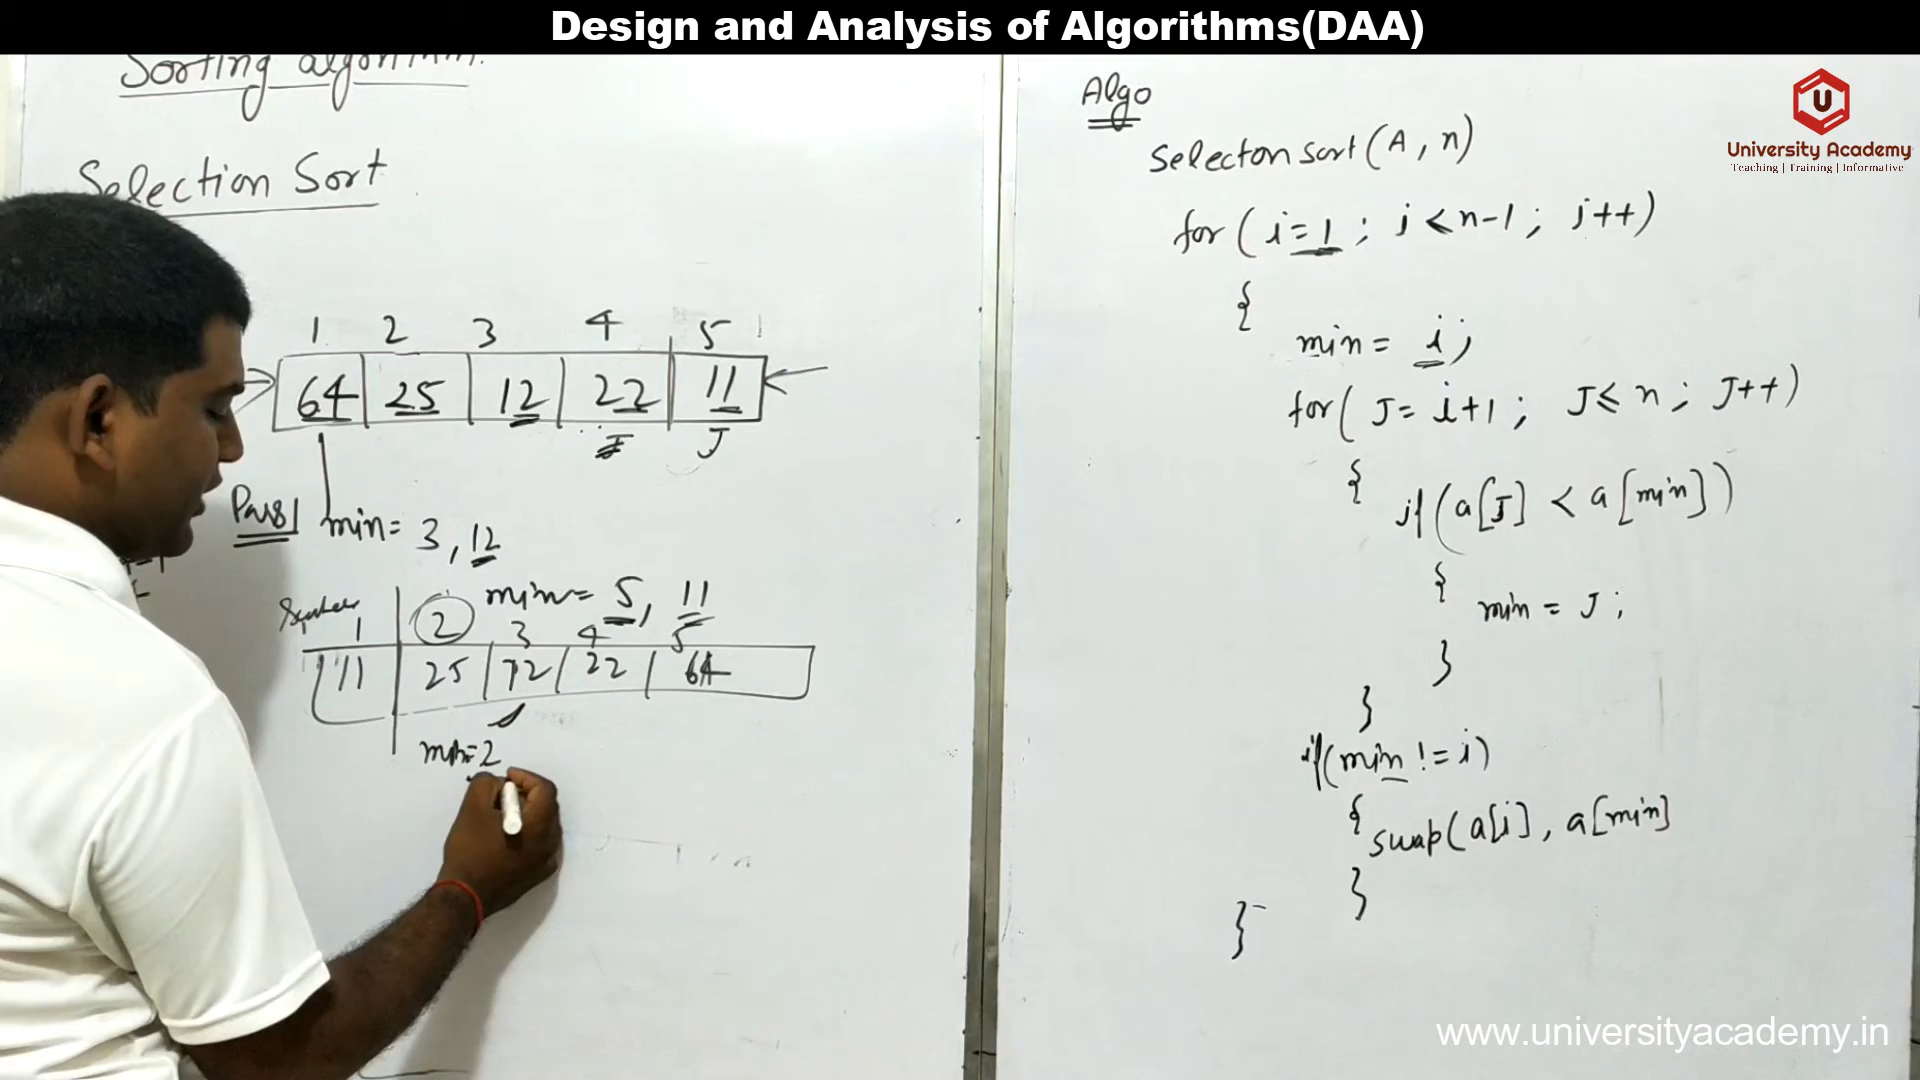 Design and Analysis of Algorithms(DAA)
Sorting algorithm.
Selection Sort
1 2 3 4 5
64 25 12 22 11
J J
Pass1 min= 3, 12
min= 5, 11
1 2 3 4 5
11 25 12 22 64
min=2
Algo
Selecton sort (A, n)
for (i=1; i<n-1; i++)
{
min= i;
for( J= i+1; J≤n; J++)
{
if(a[J] < a[min])
{
min = J;
}
}
if(min != i)
{
swap(a[i], a[min]
}
}
U
University Academy
Teaching | Training | Informative
www.universityacademy.in